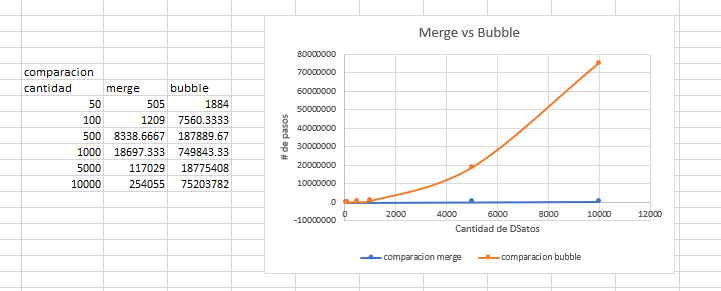 comparacion
cantidad merge bubble
50 505 1884
100 1209 7560.3333
500 8338.6667 187889.67
1000 18697.333 749843.33
5000 117029 18775408
10000 254055 75203782
Merge vs Bubble
80000000
70000000
60000000
50000000
40000000
30000000
20000000
10000000
0
-10000000
# de pasos
0 2000 4000 6000 8000 10000 12000
Cantidad de DSatos
comparacion merge comparacion bubble